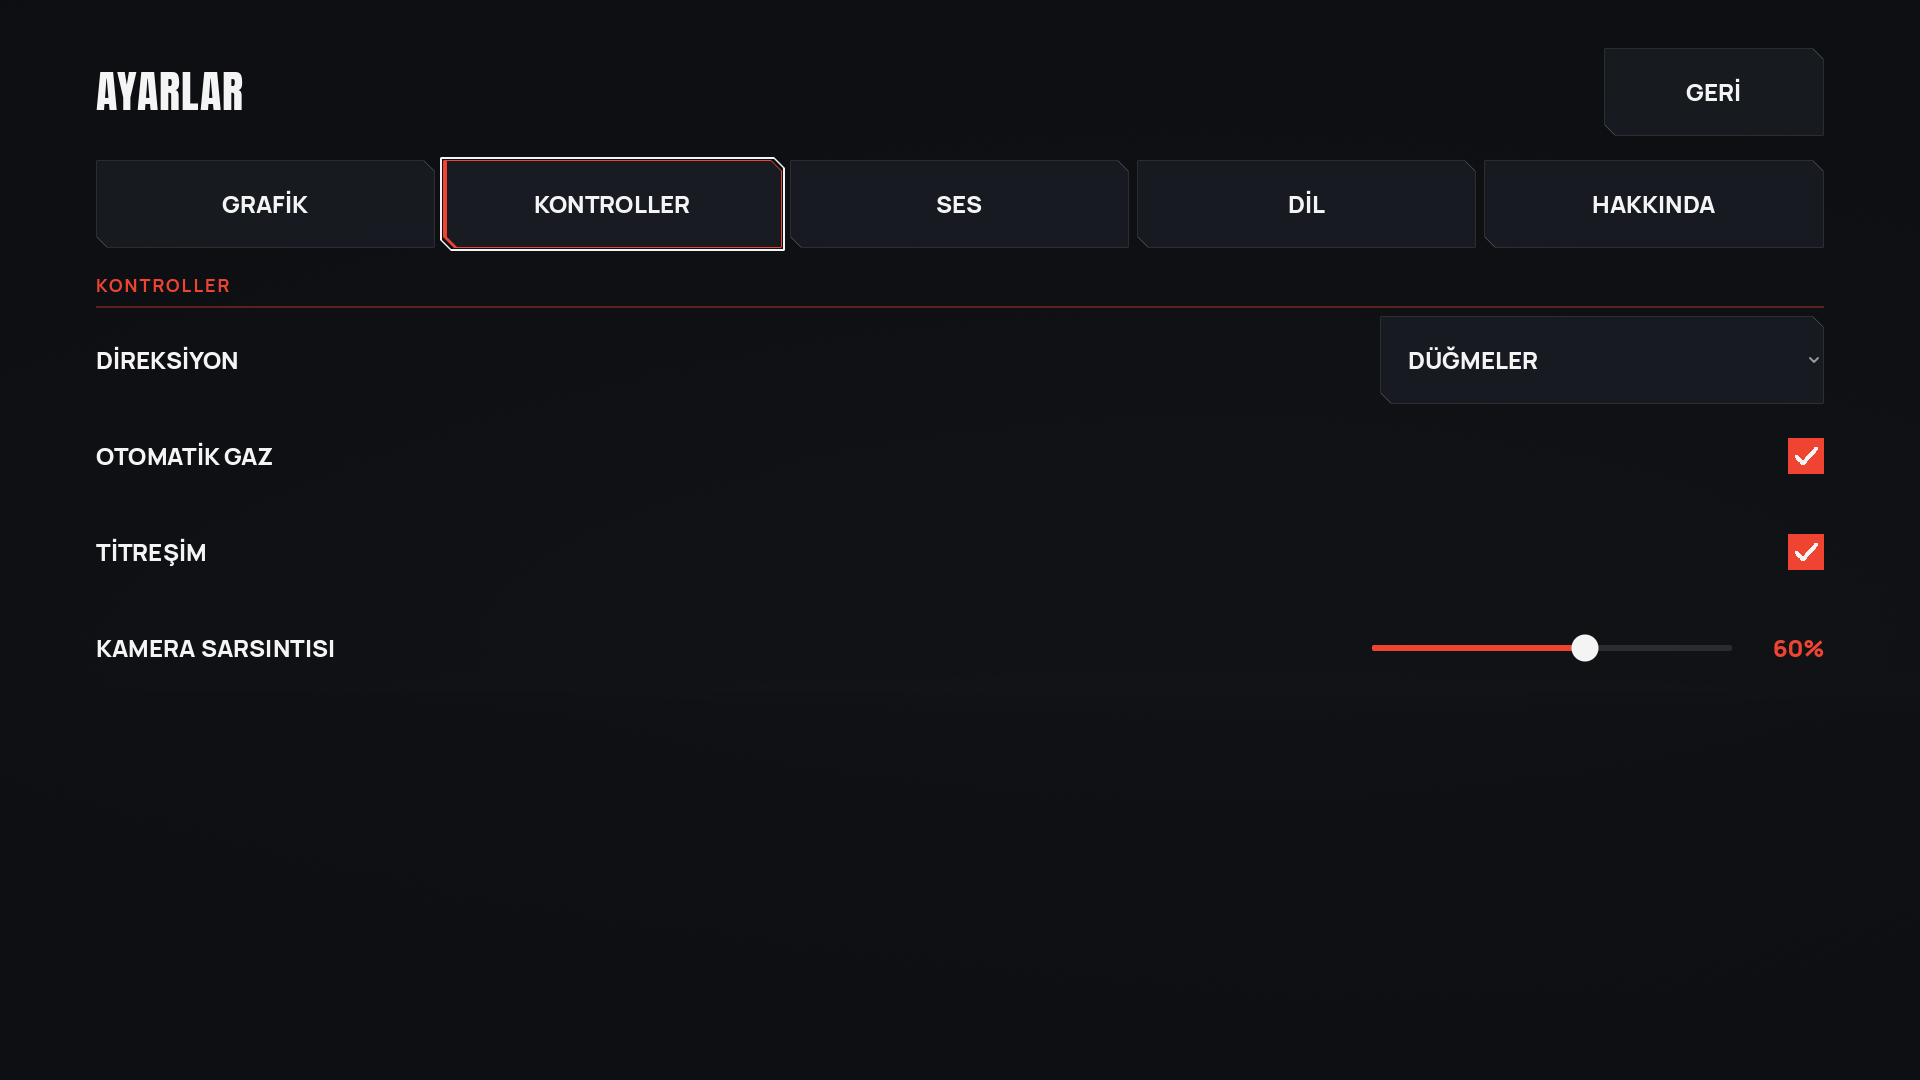 AYARLAR
GERİ
GRAFİK
KONTROLLER
SES
DİL
HAKKINDA
KONTROLLER
DİREKSİYON
DÜĞMELER
OTOMATİK GAZ
TİTREŞİM
KAMERA SARSINTISI
60%